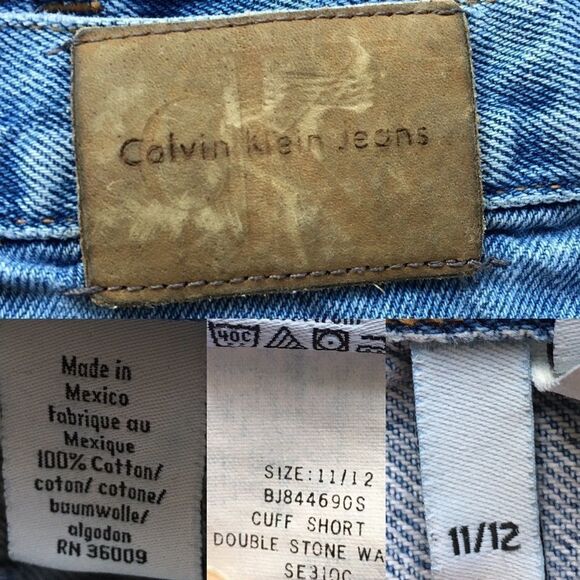 Calvin Klein Jeans
Made in
Mexico
Fabrique au
Mexique
100% Cotton/
coton/ cotone/
baumwolle/
algodon
RN 36009
40C
SIZE:11/12
BJ844690S
CUFF SHORT
DOUBLE STONE WA
SE310C
11/12